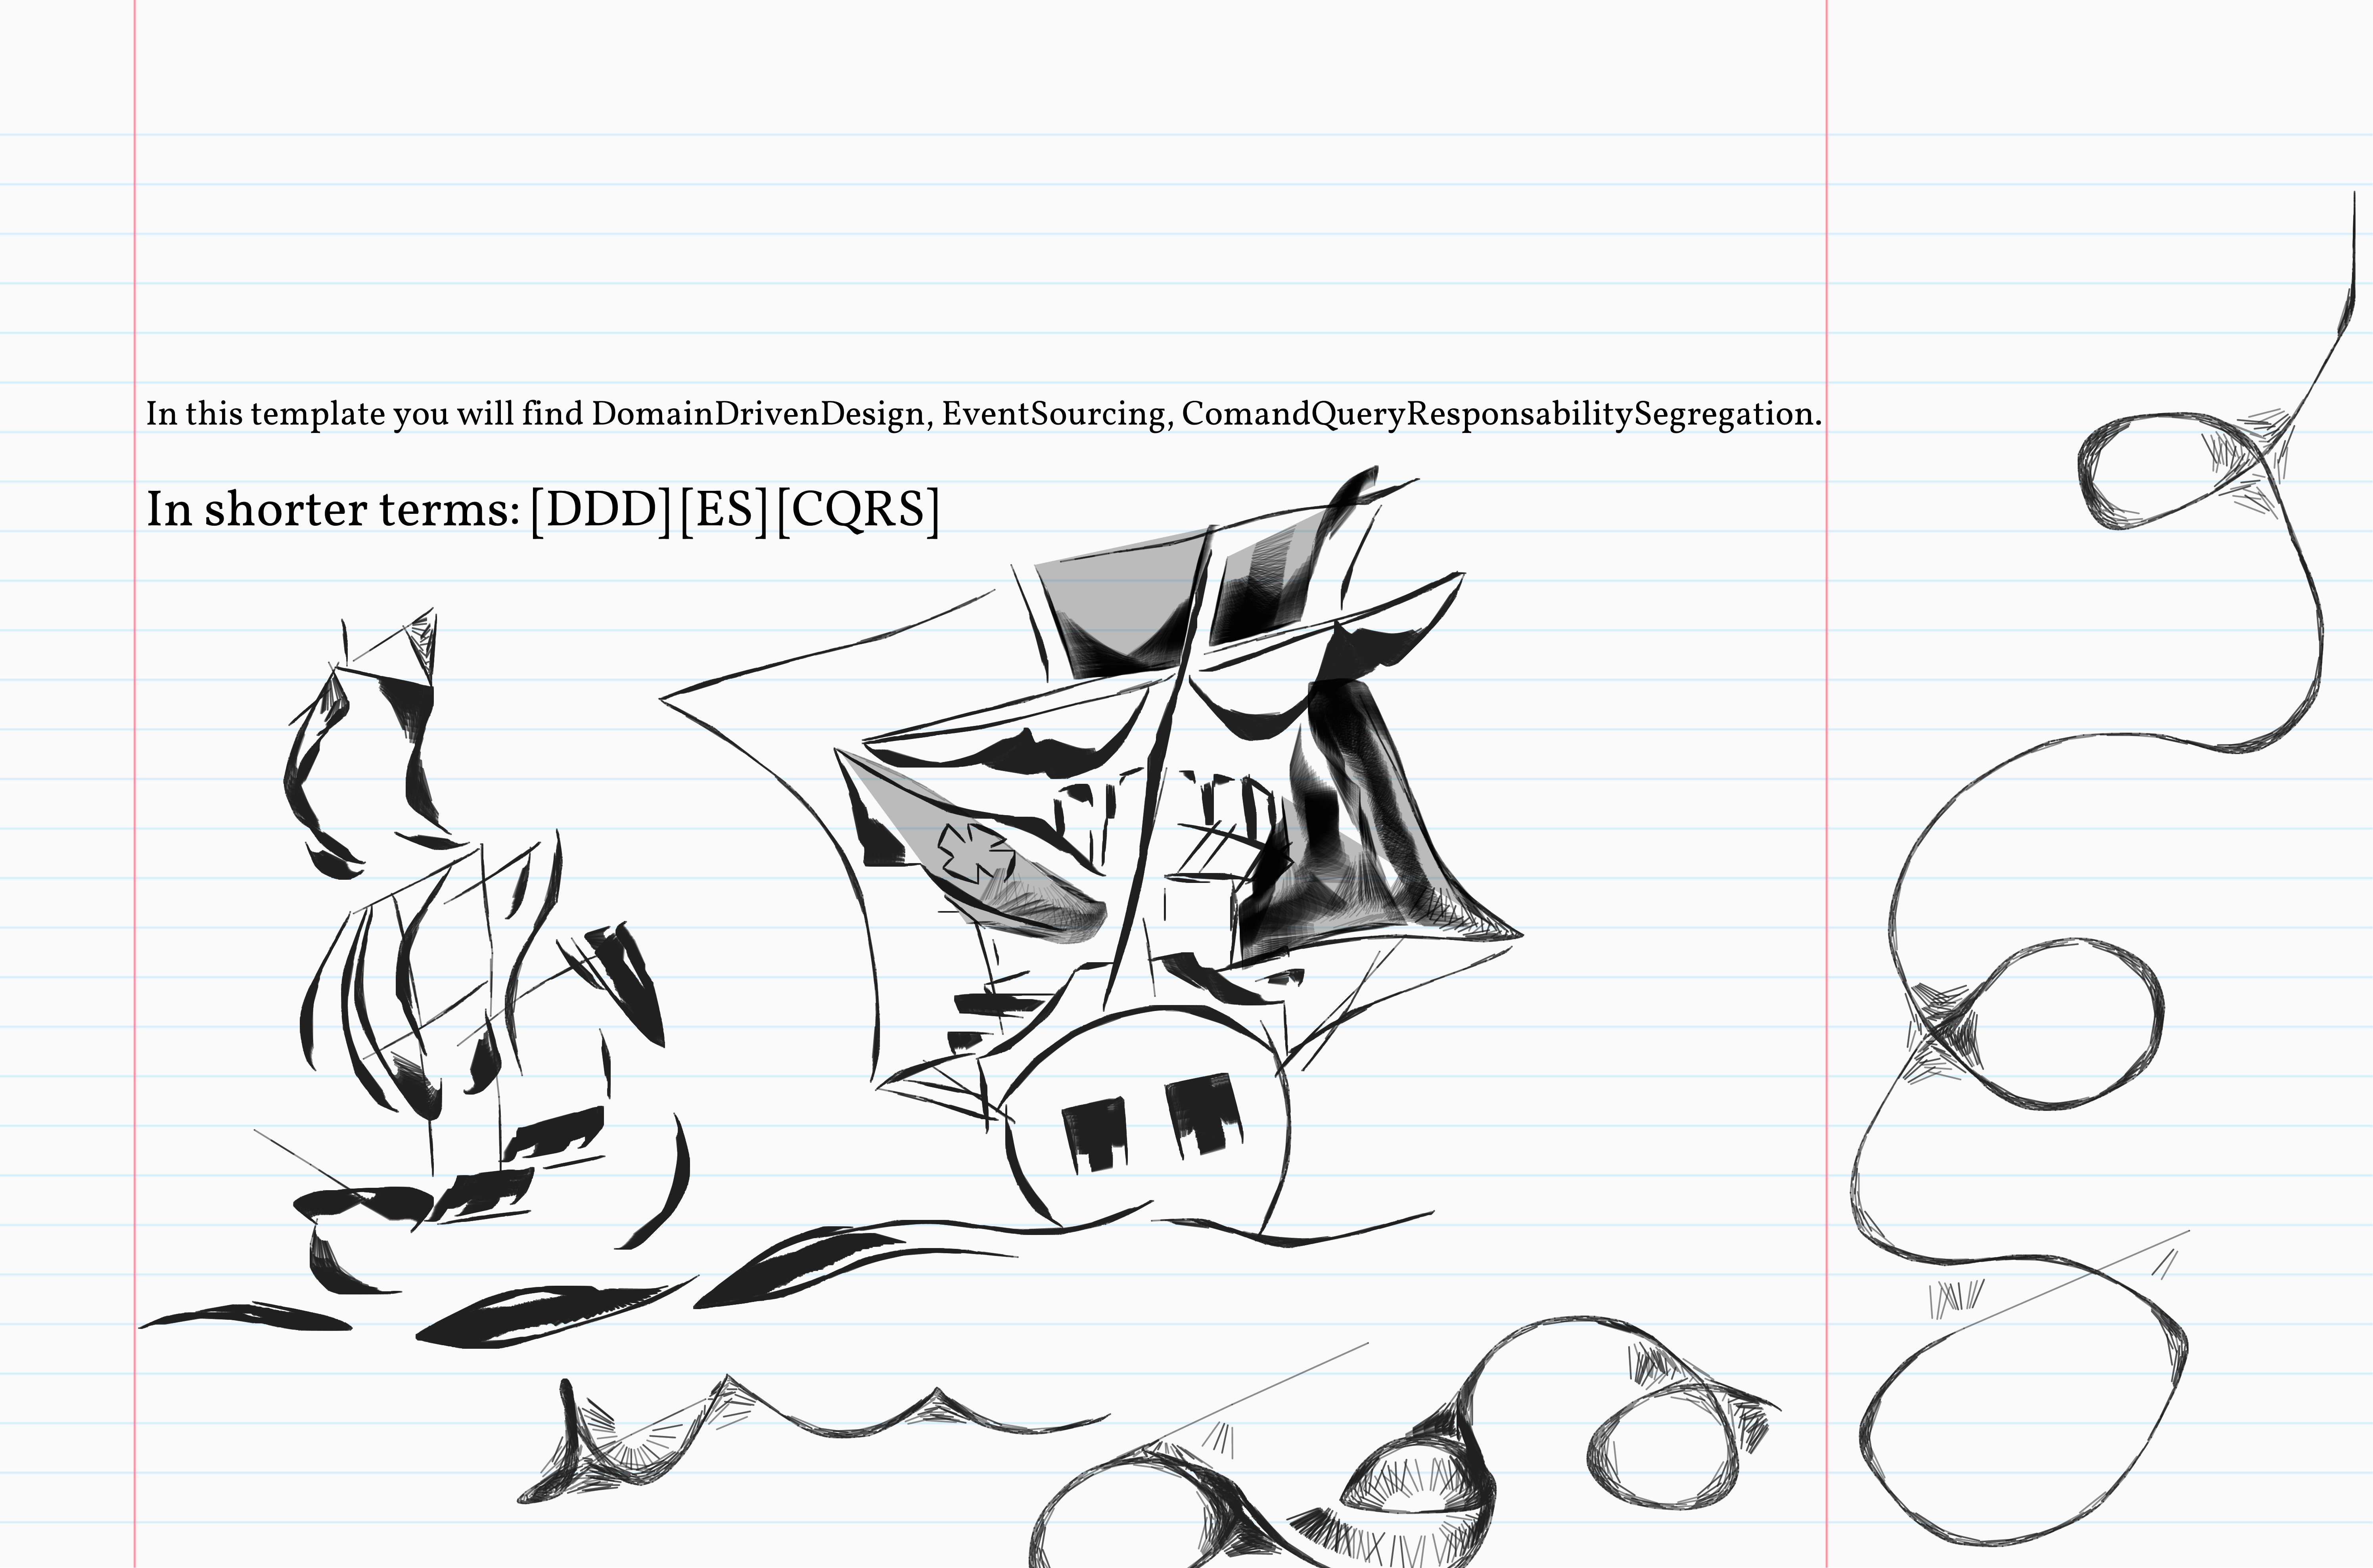 In this template you will find DomainDrivenDesign, EventSourcing, ComandQueryResponsabilitySegregation.
In shorter terms: [DDD][ES][CQRS]